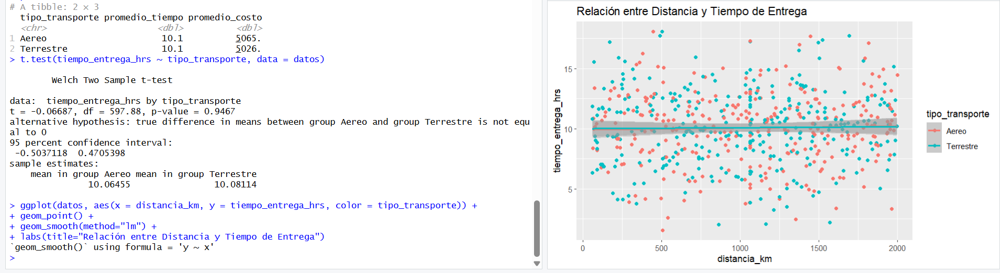 # A tibble: 2 × 3
  tipo_transporte promedio_tiempo promedio_costo
  <chr>                     <dbl>          <dbl>
1 Aereo                      10.1          5065.
2 Terrestre                  10.1          5026.
> t.test(tiempo_entrega_hrs ~ tipo_transporte, data = datos)
        Welch Two Sample t-test
data:  tiempo_entrega_hrs by tipo_transporte
t = -0.06687, df = 597.88, p-value = 0.9467
alternative hypothesis: true difference in means between group Aereo and group Terrestre is not equ
al to 0
95 percent confidence interval:
 -0.5037118  0.4705398
sample estimates:
    mean in group Aereo mean in group Terrestre
               10.06455                10.08114
> ggplot(datos, aes(x = distancia_km, y = tiempo_entrega_hrs, color = tipo_transporte)) +
+ geom_point() +
+ geom_smooth(method="lm") +
+ labs(title="Relación entre Distancia y Tiempo de Entrega")
`geom_smooth()` using formula = 'y ~ x'
>
Relación entre Distancia y Tiempo de Entrega
15
10
5
tiempo_entrega_hrs
0
500
1000
1500
2000
distancia_km
tipo_transporte
Aereo
Terrestre